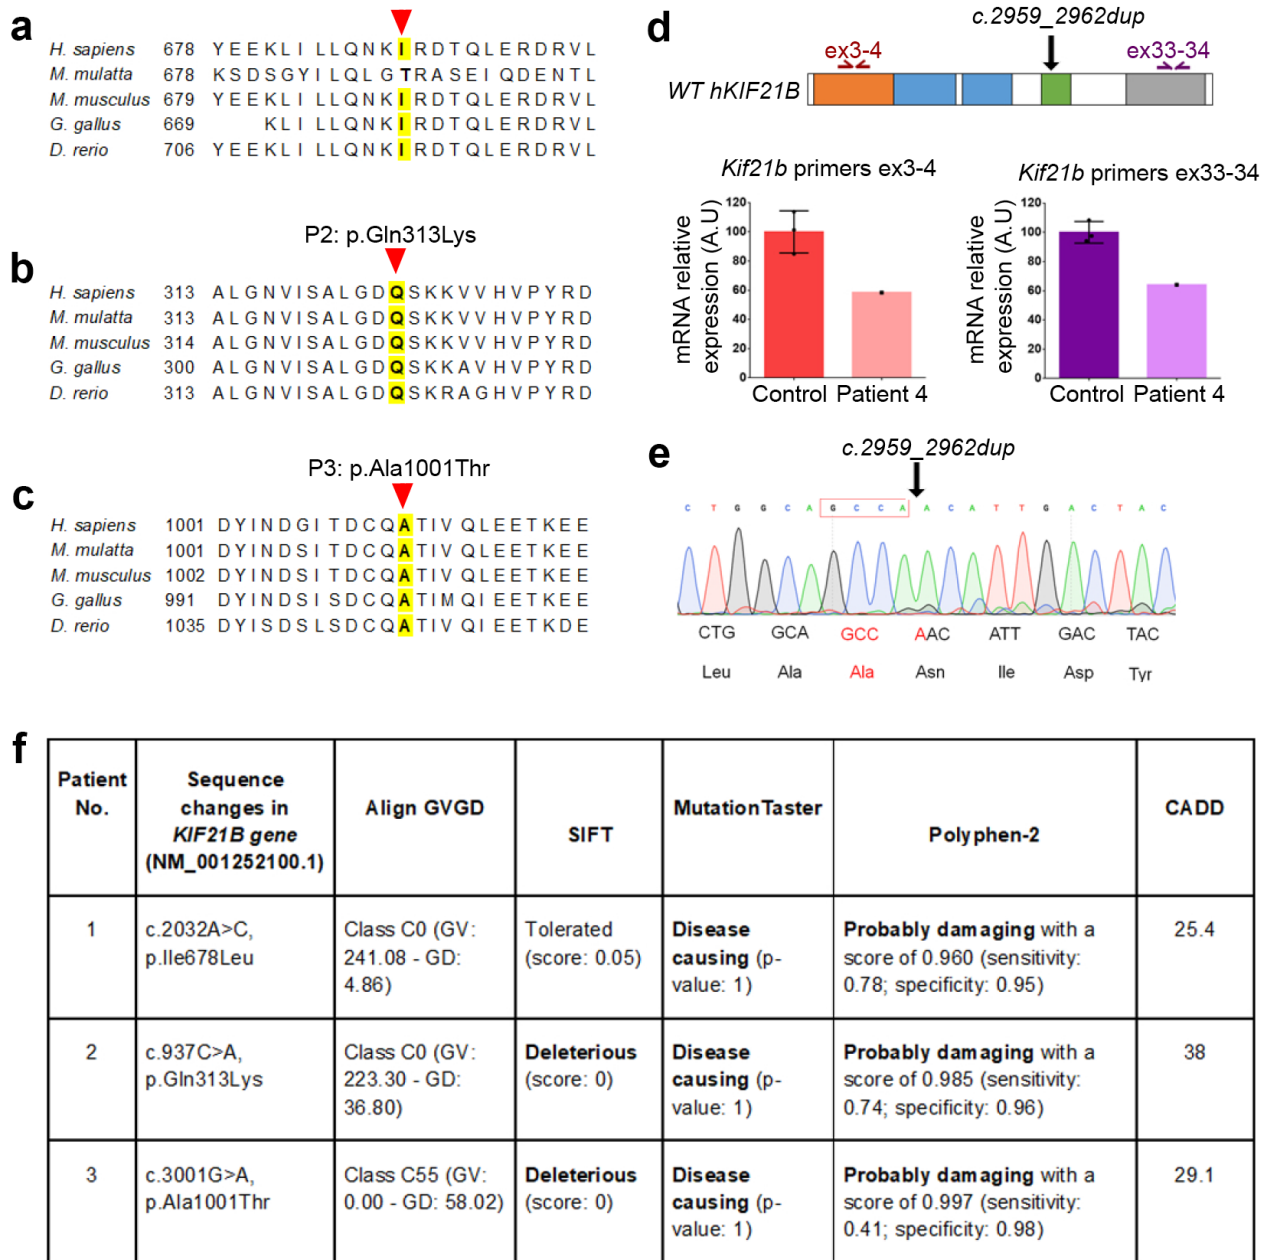 a
H. sapiens 678 YEEKLILLQNKIRDTQLERDRVL
M. mulatta 678 KSDSGYILQLGTRASEIQDENTL
M. musculus 679 YEEKLILLQNKIRDTQLERDRVL
G. gallus 669 KLILLQNKIRDTQLERDRVL
D. rerio 706 YEEKLILLQNKIRDTQLERDRVL
P2: p.Gln313Lys
b
H. sapiens 313 ALGNVISALGDQSKKVVHVPYRD
M. mulatta 313 ALGNVISALGDQSKKVVHVPYRD
M. musculus 314 ALGNVISALGDQSKKVVHVPYRD
G. gallus 300 ALGNVISALGDQSKKAVHVPYRD
D. rerio 313 ALGNVISALGDQSKRAGHVPYRD
P3: p.Ala1001Thr
c
H. sapiens 1001 DYINDGITDCQATIVQLEETKEE
M. mulatta 1001 DYINDSITDCQATIVQLEETKEE
M. musculus 1002 DYINDSITDCQATIVQLEETKEE
G. gallus 991 DYINDSISDCQATIMQIEETKEE
D. rerio 1035 DYISDSLSDCQATIVQIEETKDE
d
c.2959_2962dup
ex3-4 ex33-34
WT hKIF21B
Kif21b primers ex3-4
mRNA relative
expression (A.U)
120
100
80
60
40
20
0
Control Patient 4
Kif21b primers ex33-34
mRNA relative
expression (A.U)
120
100
80
60
40
20
0
Control Patient 4
e
c.2959_2962dup
C T G G C A G C C A A C A T T G A C T A C
CTG GCA GCC AAC ATT GAC TAC
Leu Ala Ala Asn Ile Asp Tyr
f
Patient
No.
Sequence
changes in
KIF21B gene
(NM_001252100.1)
Align GVGD
SIFT
MutationTaster
Polyphen-2
CADD
1
c.2032A>C,
p.Ile678Leu
Class C0 (GV:
241.08 - GD:
4.86)
Tolerated
(score: 0.05)
Disease
causing (p-
value: 1)
Probably damaging with a
score of 0.960 (sensitivity:
0.78; specificity: 0.95)
25.4
2
c.937C>A,
p.Gln313Lys
Class C0 (GV:
223.30 - GD:
36.80)
Deleterious
(score: 0)
Disease
causing (p-
value: 1)
Probably damaging with a
score of 0.985 (sensitivity:
0.74; specificity: 0.96)
38
3
c.3001G>A,
p.Ala1001Thr
Class C55 (GV:
0.00 - GD: 58.02)
Deleterious
(score: 0)
Disease
causing (p-
value: 1)
Probably damaging with a
score of 0.997 (sensitivity:
0.41; specificity: 0.98)
29.1